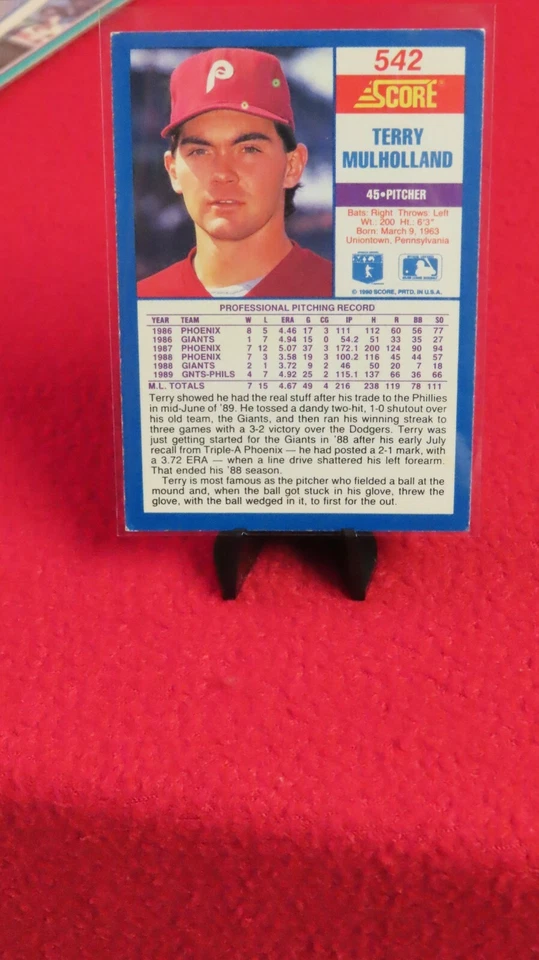 542
SCORE
TERRY
MULHOLLAND
45•PITCHER
Bats: Right Throws: Left
Wt.: 200 Ht.: 6'3"
Born: March 9, 1963
Uniontown, Pennsylvania
© 1990 SCORE, PRTD. IN U.S.A.
P
PROFESSIONAL PITCHING RECORD
YEAR TEAM W L ERA G CG IP H R BB SO
1986 PHOENIX 8 5 4.46 17 3 111 112 60 56 77
1986 GIANTS 1 7 4.94 15 0 54.2 51 33 35 27
1987 PHOENIX 7 12 5.07 37 3 172.1 200 124 90 94
1988 PHOENIX 7 3 3.58 19 3 100.2 116 45 44 57
1988 GIANTS 2 1 3.72 9 2 46 50 20 7 18
1989 GNTS-PHILS 4 7 4.92 25 2 115.1 137 66 36 66
M.L. TOTALS 7 15 4.67 49 4 216 238 119 78 111
Terry showed he had the real stuff after his trade to the Phillies
in mid-June of '89. He tossed a dandy two-hit, 1-0 shutout over
his old team, the Giants, and then ran his winning streak to
three games with a 3-2 victory over the Dodgers. Terry was
just getting started for the Giants in '88 after his early July
recall from Triple-A Phoenix — he had posted a 2-1 mark, with
a 3.72 ERA — when a line drive shattered his left forearm.
That ended his '88 season.
Terry is most famous as the pitcher who fielded a ball at the
mound and, when the ball got stuck in his glove, threw the
glove, with the ball wedged in it, to first for the out.